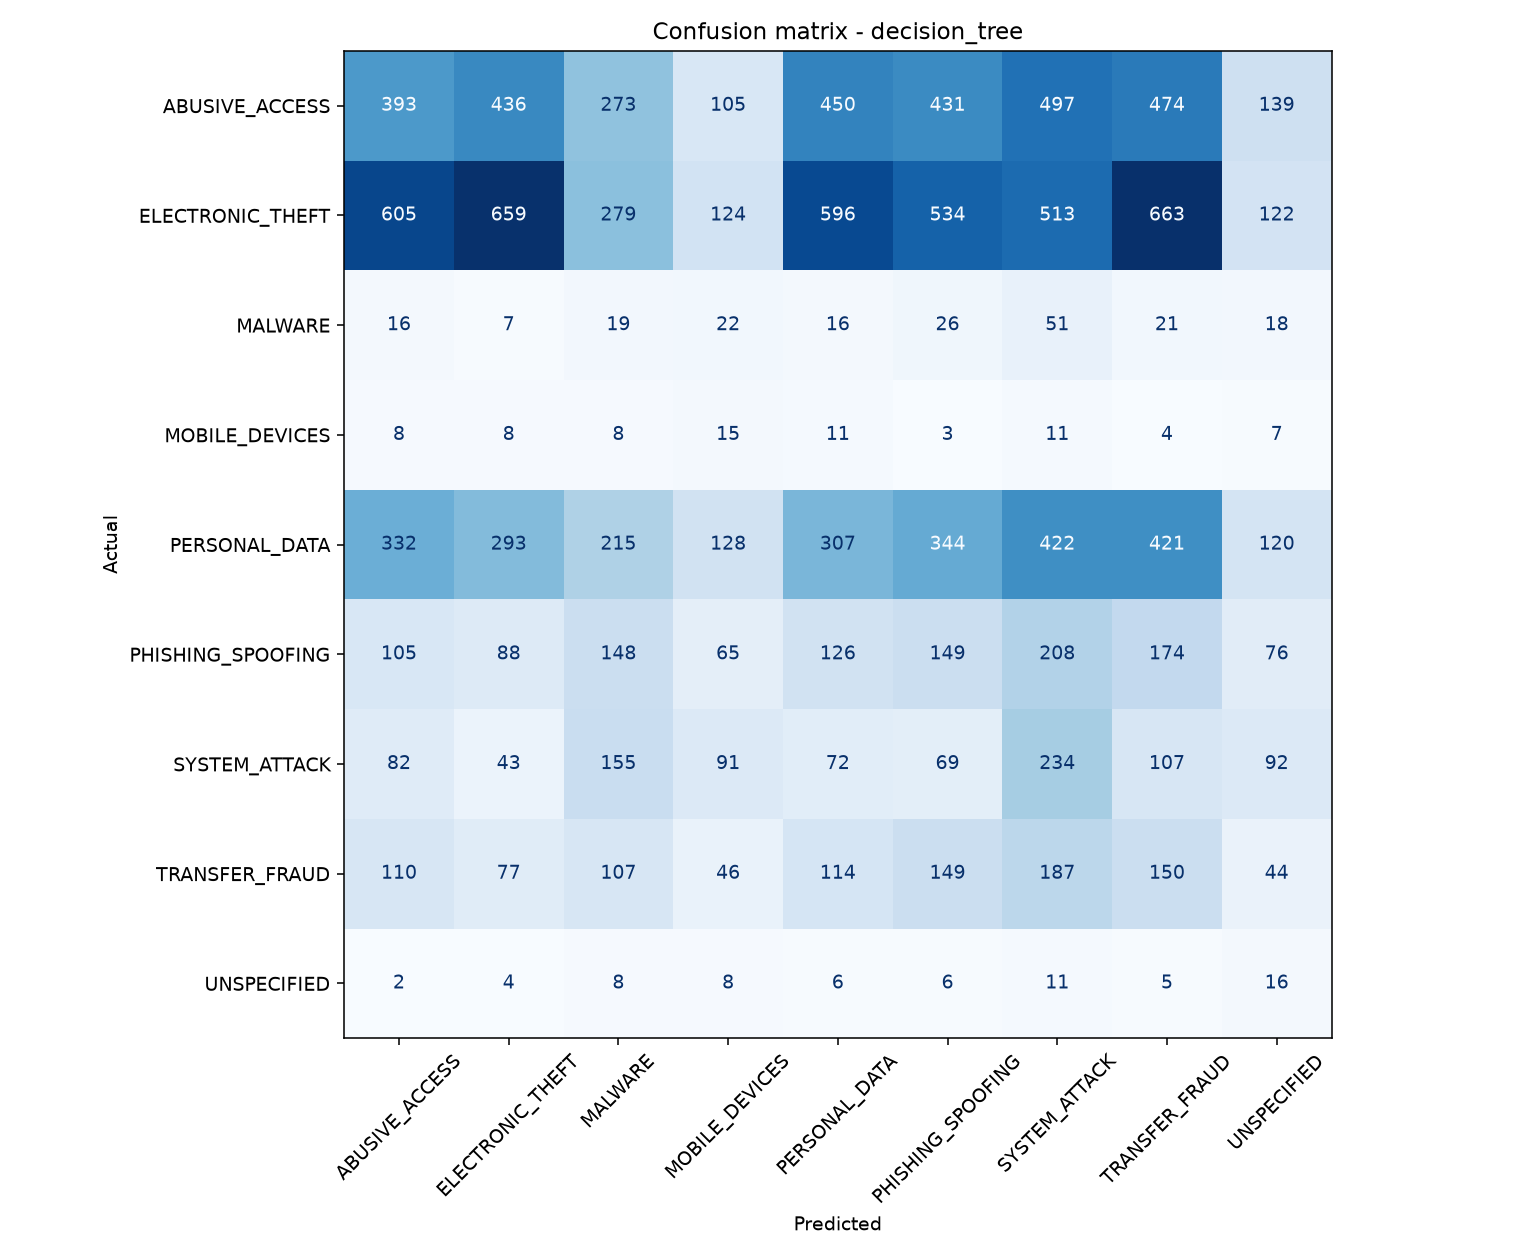 Confusion matrix - decision_tree
ABUSIVE_ACCESS 393 436 273 105 450 431 497 474 139
ELECTRONIC_THEFT 605 659 279 124 596 534 513 663 122
MALWARE 16 7 19 22 16 26 51 21 18
MOBILE_DEVICES 8 8 8 15 11 3 11 4 7
Actual
PERSONAL_DATA 332 293 215 128 307 344 422 421 120
PHISHING_SPOOFING 105 88 148 65 126 149 208 174 76
SYSTEM_ATTACK 82 43 155 91 72 69 234 107 92
TRANSFER_FRAUD 110 77 107 46 114 149 187 150 44
UNSPECIFIED 2 4 8 8 6 6 11 5 16
ABUSIVE_ACCESS ELECTRONIC_THEFT MALWARE MOBILE_DEVICES PERSONAL_DATA PHISHING_SPOOFING SYSTEM_ATTACK TRANSFER_FRAUD UNSPECIFIED
Predicted